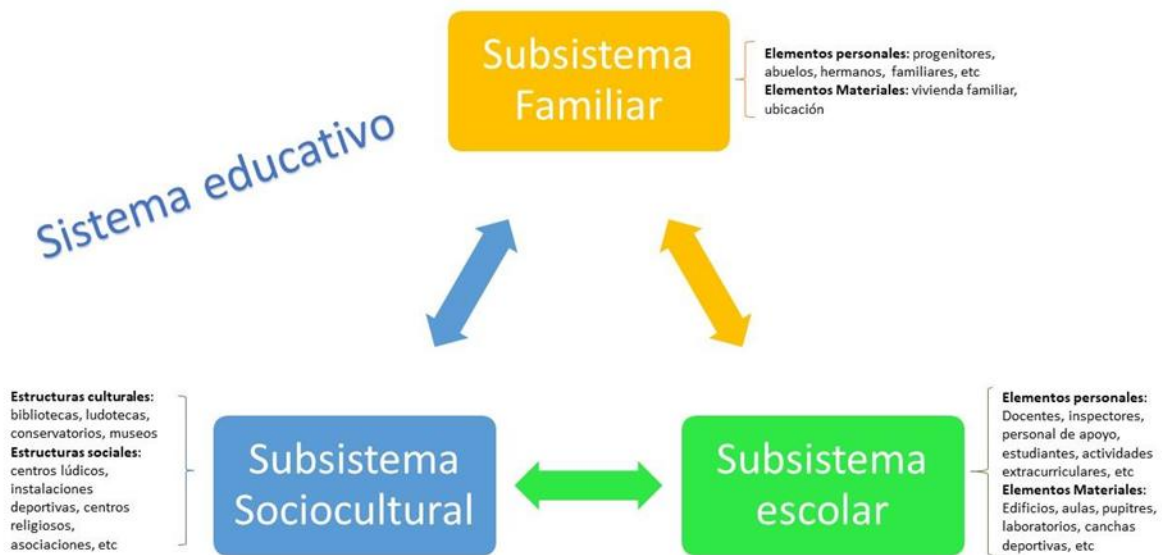 Subsistema
Familiar
Elementos personales: progenitores,
abuelos, hermanos, familiares, etc
Elementos Materiales: vivienda familiar,
ubicación
Sistema educativo
Estructuras culturales:
bibliotecas, ludotecas,
conservatorios, museos
Estructuras sociales:
centros lúdicos,
instalaciones
deportivas, centros
religiosos,
asociaciones, etc
Subsistema
Sociocultural
Subsistema
escolar
Elementos personales:
Docentes, inspectores,
personal de apoyo,
estudiantes, actividades
extracurriculares, etc
Elementos Materiales:
Edificios, aulas, pupitres,
laboratorios, canchas
deportivas, etc